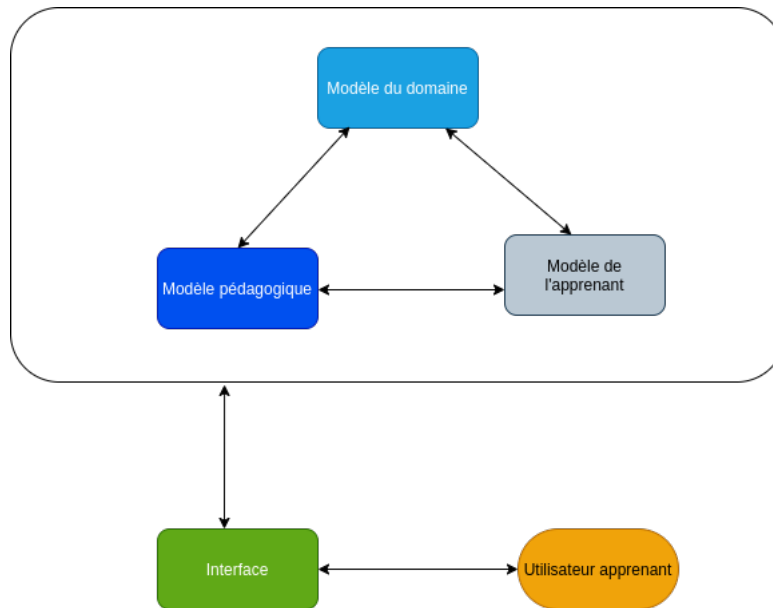 Modèle du domaine
Modèle pédagogique
Modèle de
l'apprenant
Interface
Utilisateur apprenant